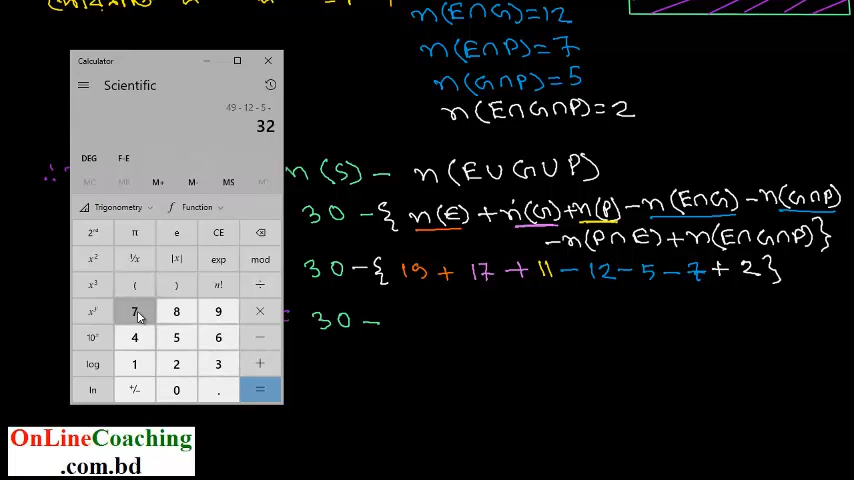 n(E∩G)=12
n(E∩P)=7
n(G∩P)=5
n(E∩G∩P)=2
Calculator
Scientific
49 - 12 - 5 -
32
DEG F-E
MC MR M+ M- MS M
Trigonometry Function
2ⁿᵈ π e CE
x² ¹/x |x| exp mod
x³ ( ) n! ÷
xʸ 7 8 9 ×
10ˣ 4 5 6 −
log 1 2 3 +
ln +/- 0 . =
∴ n(S) − n(E∪G∪P)
30 −{ n(E) + n(G) + n(P) − n(E∩G) − n(G∩P)
− n(P∩E) + n(E∩G∩P)}
30 −{ 19 + 17 + 11 − 12 − 5 − 7 + 2 }
= 30 −
OnLineCoaching
.com.bd